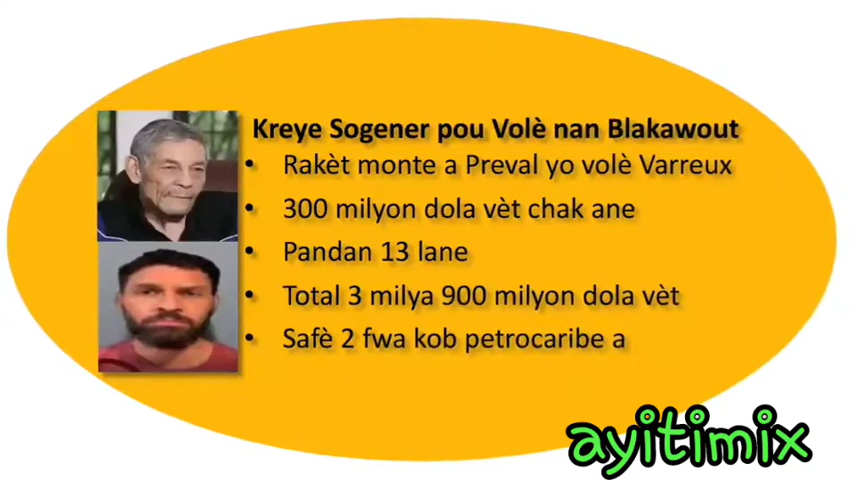 Kreye Sogener pou Volè nan Blakawout
• Rakèt monte a Preval yo volè Varreux
• 300 milyon dola vèt chak ane
• Pandan 13 lane
• Total 3 milya 900 milyon dola vèt
• Safè 2 fwa kob petrocaribe a
ayitimix